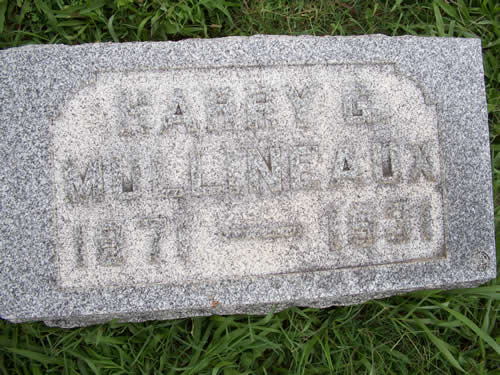 HARRY G.
MULLINEAUX
1871 — 1931